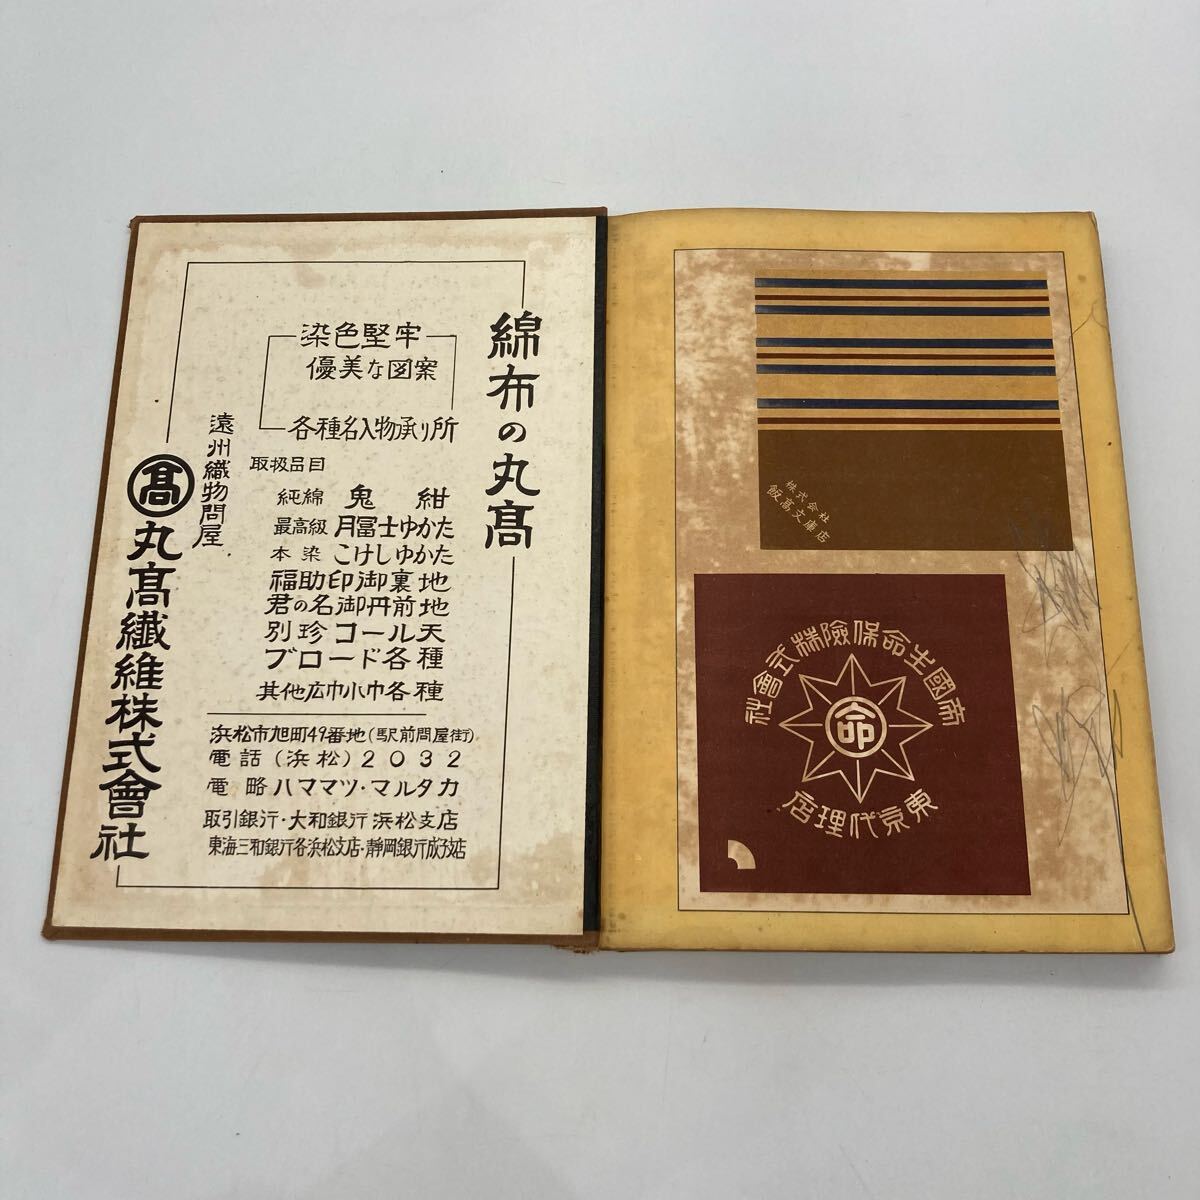 綿布の丸髙
染色堅牢
優美な図案
各種名入物承り所
取扱品目
純綿 鬼紺
最高級 月冨士ゆかた
本染 こけしゆかた
福助印御裏地
君の名御丹前地
別珍コール天
ブロード各種
其他広巾小巾各種
浜松市旭町49番地(駅前問屋街)
電話(浜松)2032
電略ハママツ・マルタカ
取引銀行・大和銀行浜松支店
東海三和銀行各浜松支店・静岡銀行成子支店
遠州織物問屋
髙 丸髙繊維株式會社
株式会社
飯髙文庫店
帝國生命保險株式會社
命
東京代理店